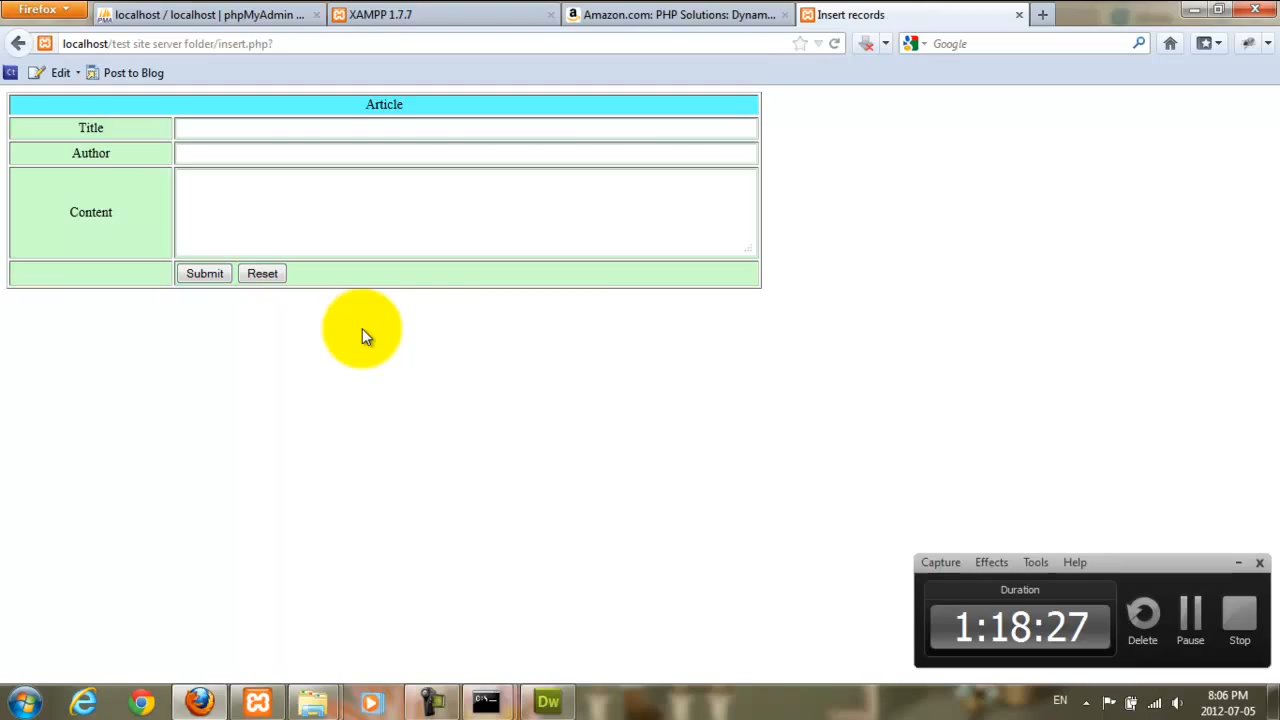 Firefox
localhost / localhost | phpMyAdmin ...
XAMPP 1.7.7
Amazon.com: PHP Solutions: Dynam...
Insert records
localhost/test site server folder/insert.php?
Google
Ct
Edit
Post to Blog
Article
Title
Author
Content
Submit
Reset
Capture
Effects
Tools
Help
Duration
1:18:27
Delete
Pause
Stop
Dw
EN
8:06 PM
2012-07-05